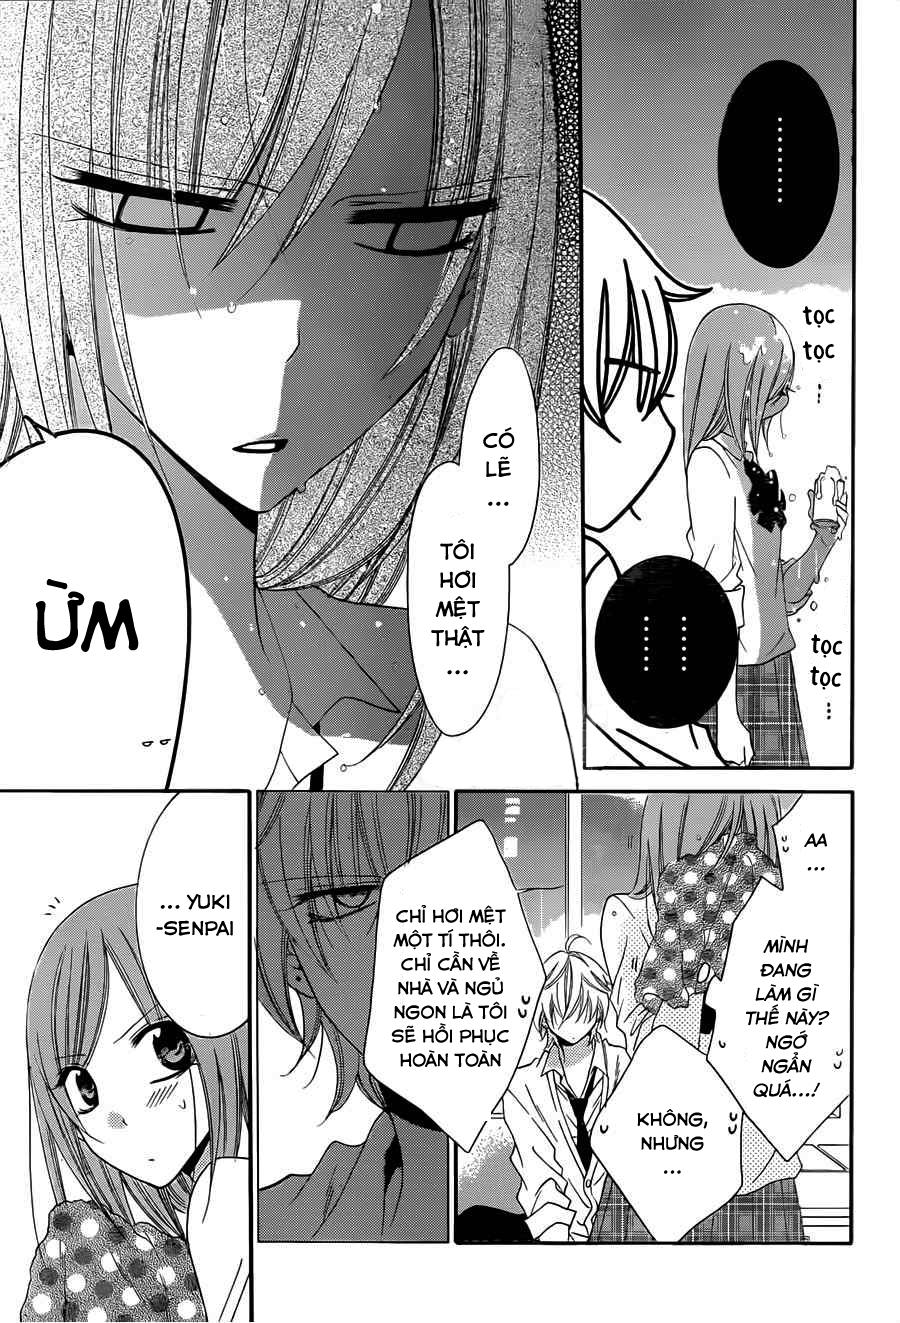 ............
tọc
tọc
...
............
tọc
tọc
...
CÓ
LẼ
...
TÔI
HƠI
MỆT
THẬT
...
ỪM
AA
...
MÌNH
ĐANG
LÀM GÌ
THẾ NÀY?
NGỚ
NGẨN
QUÁ...!
KHÔNG,
NHƯNG
...
CHỈ HƠI MỆT
MỘT TÍ THÔI.
CHỈ CẦN VỀ
NHÀ VÀ NGỦ
NGON LÀ TÔI
SẼ HỒI PHỤC
HOÀN TOÀN
... YUKI
-SENPAI